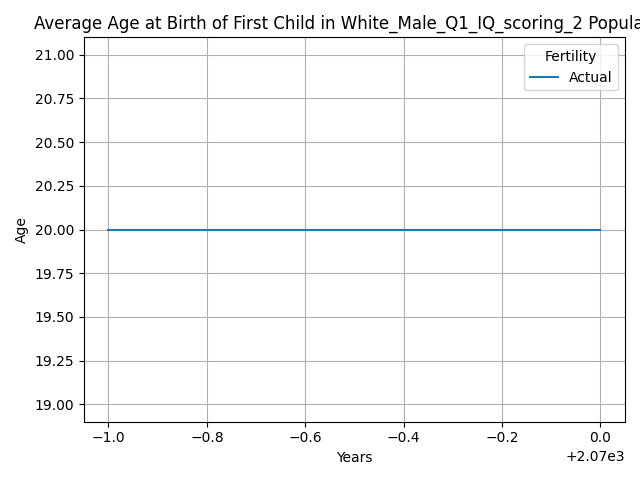 Average Age at Birth of First Child in White_Male_Q1_IQ_scoring_2 Popula
Fertility
Actual
21.00
20.75
20.50
20.25
20.00
19.75
19.50
19.25
19.00
Age
−1.0 −0.8 −0.6 −0.4 −0.2 0.0
+2.07e3
Years